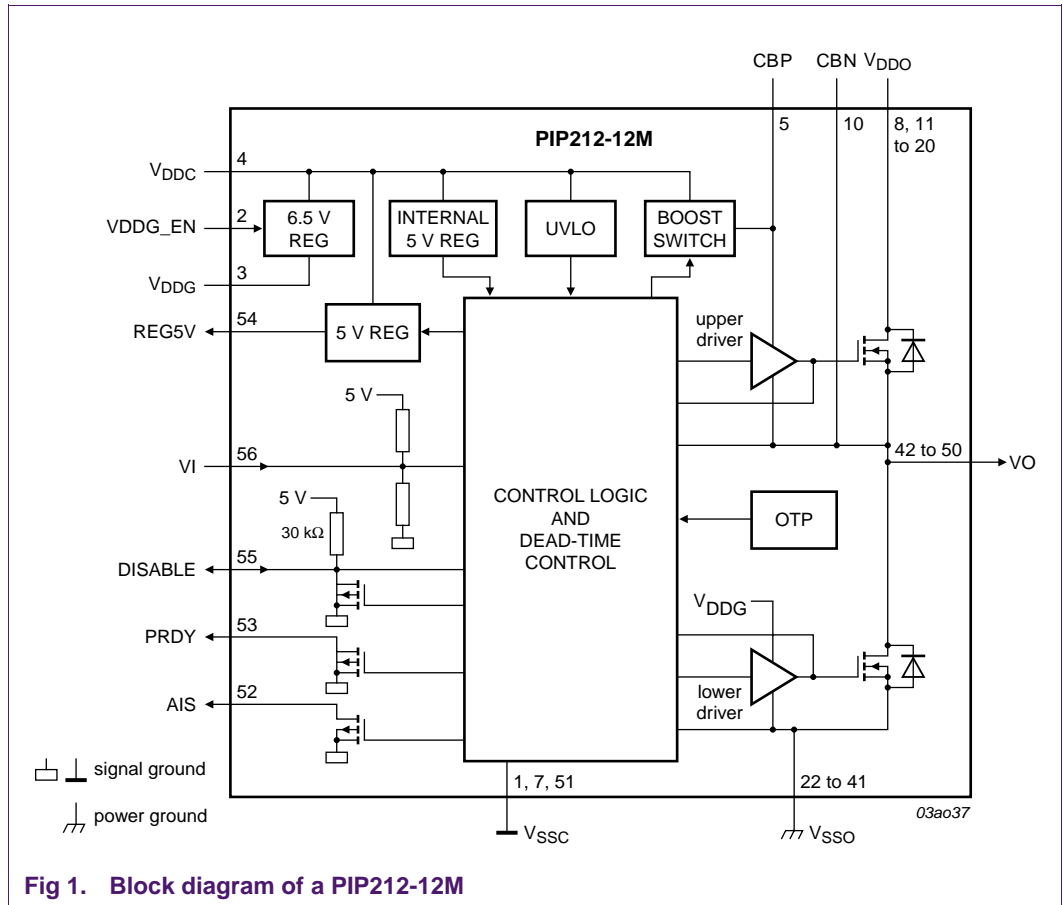 CBP CBN VDDO
5 10 8, 11
to 20
PIP212-12M
VDDC 4
VDDG_EN 2
6.5 V
REG
INTERNAL
5 V REG
UVLO
BOOST
SWITCH
VDDG 3
REG5V 54
5 V REG
upper
driver
5 V
VI 56
42 to 50 VO
5 V
30 kΩ
CONTROL LOGIC
AND
DEAD-TIME
CONTROL
OTP
DISABLE 55
VDDG
PRDY 53
lower
driver
AIS 52
signal ground
1, 7, 51
22 to 41
power ground
03ao37
VSSC
VSSO
Fig 1. Block diagram of a PIP212-12M